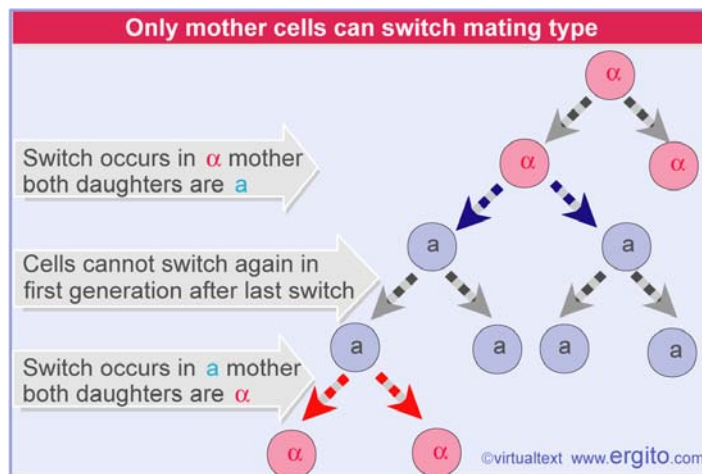 Only mother cells can switch mating type
α
α
α
Switch occurs in α mother
both daughters are a
a
a
Cells cannot switch again in
first generation after last switch
a
a
a
a
Switch occurs in a mother
both daughters are α
α
α
©virtualtext www.ergito.com